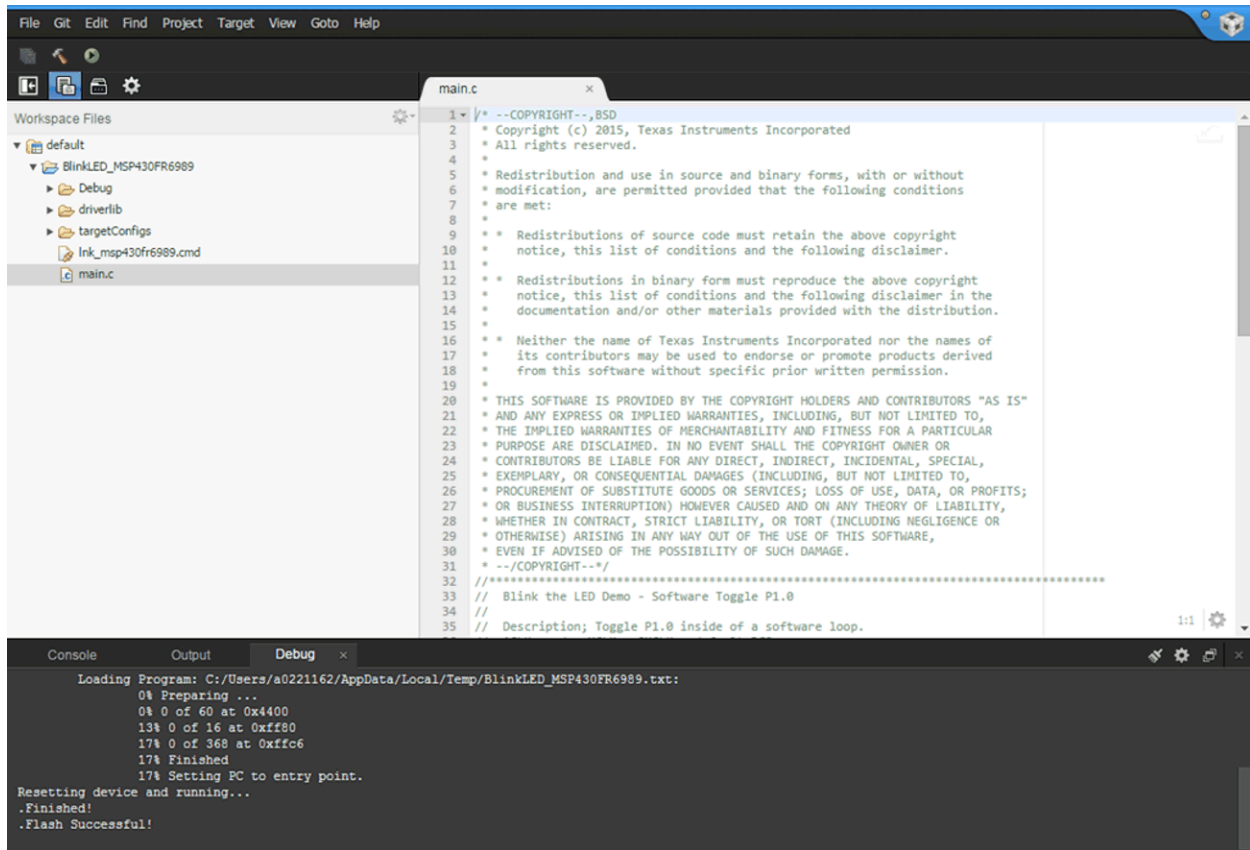 File Git Edit Find Project Target View Goto Help
main.c ×
Workspace Files
default
BlinkLED_MSP430FR6989
Debug
driverlib
targetConfigs
lnk_msp430fr6989.cmd
main.c
1 /* --COPYRIGHT--,BSD
2 * Copyright (c) 2015, Texas Instruments Incorporated
3 * All rights reserved.
4 *
5 * Redistribution and use in source and binary forms, with or without
6 * modification, are permitted provided that the following conditions
7 * are met:
8 *
9 * * Redistributions of source code must retain the above copyright
10 * notice, this list of conditions and the following disclaimer.
11 *
12 * * Redistributions in binary form must reproduce the above copyright
13 * notice, this list of conditions and the following disclaimer in the
14 * documentation and/or other materials provided with the distribution.
15 *
16 * * Neither the name of Texas Instruments Incorporated nor the names of
17 * its contributors may be used to endorse or promote products derived
18 * from this software without specific prior written permission.
19 *
20 * THIS SOFTWARE IS PROVIDED BY THE COPYRIGHT HOLDERS AND CONTRIBUTORS "AS IS"
21 * AND ANY EXPRESS OR IMPLIED WARRANTIES, INCLUDING, BUT NOT LIMITED TO,
22 * THE IMPLIED WARRANTIES OF MERCHANTABILITY AND FITNESS FOR A PARTICULAR
23 * PURPOSE ARE DISCLAIMED. IN NO EVENT SHALL THE COPYRIGHT OWNER OR
24 * CONTRIBUTORS BE LIABLE FOR ANY DIRECT, INDIRECT, INCIDENTAL, SPECIAL,
25 * EXEMPLARY, OR CONSEQUENTIAL DAMAGES (INCLUDING, BUT NOT LIMITED TO,
26 * PROCUREMENT OF SUBSTITUTE GOODS OR SERVICES; LOSS OF USE, DATA, OR PROFITS;
27 * OR BUSINESS INTERRUPTION) HOWEVER CAUSED AND ON ANY THEORY OF LIABILITY,
28 * WHETHER IN CONTRACT, STRICT LIABILITY, OR TORT (INCLUDING NEGLIGENCE OR
29 * OTHERWISE) ARISING IN ANY WAY OUT OF THE USE OF THIS SOFTWARE,
30 * EVEN IF ADVISED OF THE POSSIBILITY OF SUCH DAMAGE.
31 * --/COPYRIGHT--*/
32 //******************************************************************************
33 // Blink the LED Demo - Software Toggle P1.0
34 //
35 // Description; Toggle P1.0 inside of a software loop.
1:1
Console Output Debug ×
Loading Program: C:/Users/a0221162/AppData/Local/Temp/BlinkLED_MSP430FR6989.txt:
0% Preparing ...
0% 0 of 60 at 0x4400
13% 0 of 16 at 0xff80
17% 0 of 368 at 0xffc6
17% Finished
17% Setting PC to entry point.
Resetting device and running...
.Finished!
.Flash Successful!